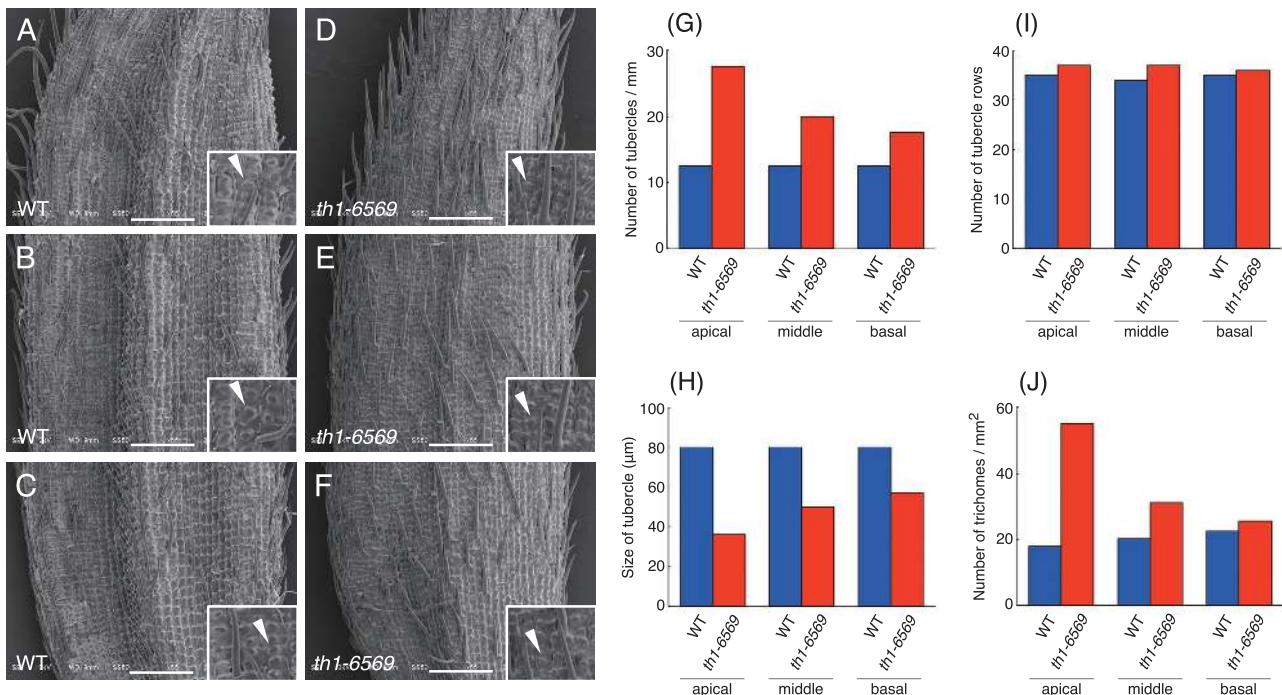 A
WT
B
WT
C
WT
D
th1-6569
E
th1-6569
F
th1-6569
(G)
Number of tubercles / mm
30
20
10
0
WT
th1-6569
WT
th1-6569
WT
th1-6569
apical
middle
basal
(H)
Size of tubercle (µm)
100
80
60
40
20
0
WT
th1-6569
WT
th1-6569
WT
th1-6569
apical
middle
basal
(I)
Number of tubercle rows
40
30
20
10
0
WT
th1-6569
WT
th1-6569
WT
th1-6569
apical
middle
basal
(J)
Number of trichomes / mm²
60
40
20
0
WT
th1-6569
WT
th1-6569
WT
th1-6569
apical
middle
basal